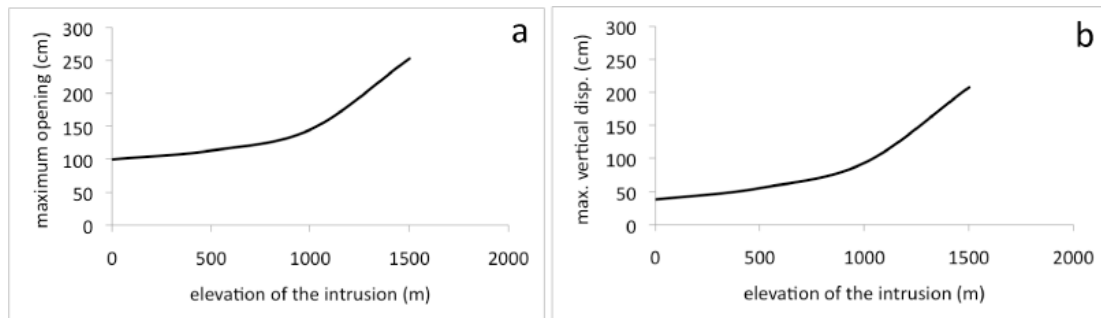 a
maximum opening (cm)
300
250
200
150
100
50
0
0 500 1000 1500 2000
elevation of the intrusion (m)
b
max. vertical disp. (cm)
300
250
200
150
100
50
0
0 500 1000 1500 2000
elevation of the intrusion (m)